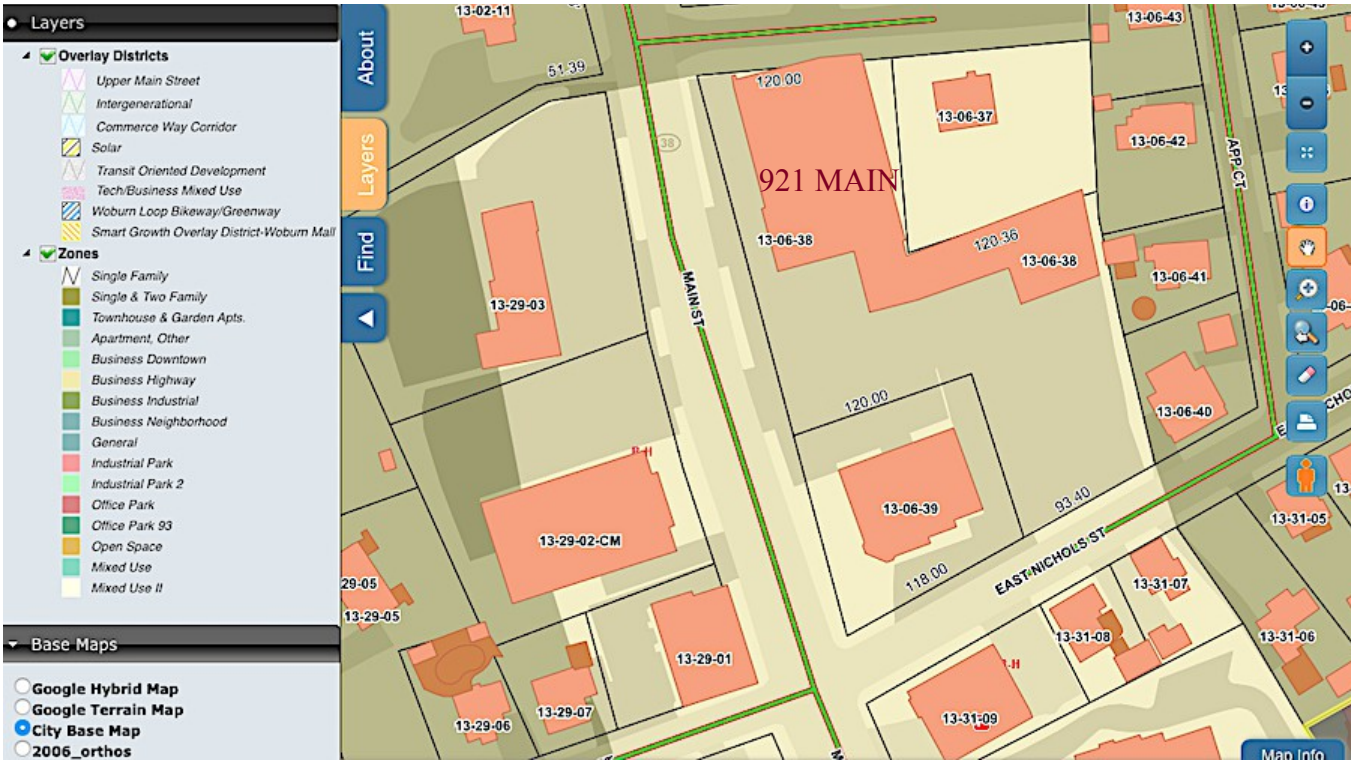 Layers
Overlay Districts
Upper Main Street
Intergenerational
Commerce Way Corridor
Solar
Transit Oriented Development
Tech/Business Mixed Use
Woburn Loop Bikeway/Greenway
Smart Growth Overlay District-Woburn Mall
Zones
Single Family
Single & Two Family
Townhouse & Garden Apts.
Apartment, Other
Business Downtown
Business Highway
Business Industrial
Business Neighborhood
General
Industrial Park
Industrial Park 2
Office Park
Office Park 93
Open Space
Mixed Use
Mixed Use II
Base Maps
Google Hybrid Map
Google Terrain Map
City Base Map
2006_orthos
About
Layers
Find
13-02-11
13-06-43
51.39
120.00
13-06-37
38
13-06-42
APP CT
921 MAIN
13-06-38
120.36
13-06-38
13-06-41
13-29-03
MAIN ST
120.00
13-06-40
13-06-39
93.40
13-29-02-CM
118.00
EAST NICHOLS ST
13-31-05
29-05
13-29-05
13-31-07
13-31-08
13-31-06
13-29-01
13-29-06
13-29-07
13-31-09
Map Info